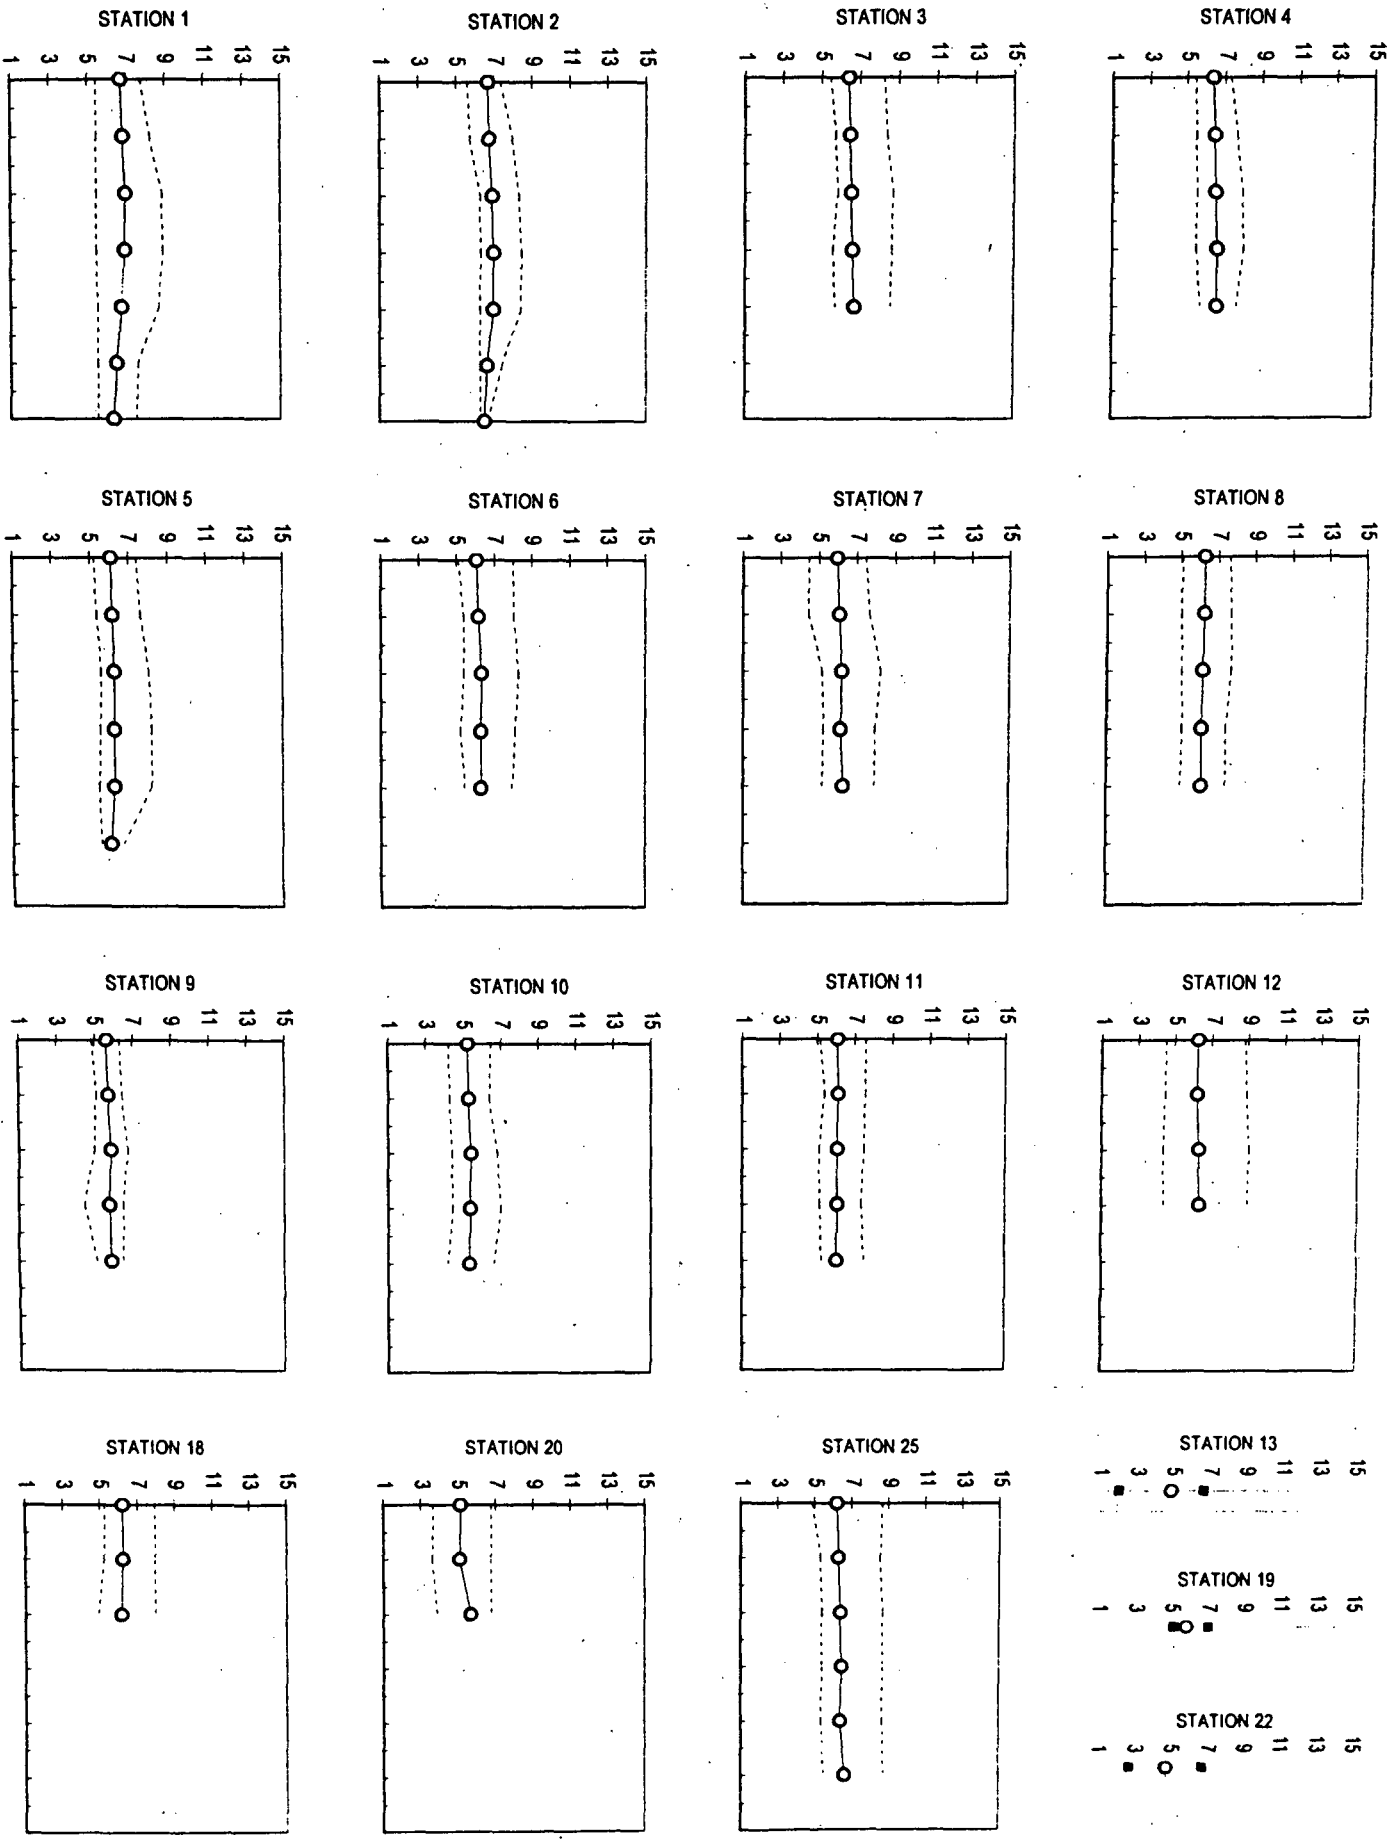 STATION 1 STATION 2 STATION 3 STATION 4
1 3 5 7 9 11 13 15 1 3 5 7 9 11 13 15 1 3 5 7 9 11 13 15 1 3 5 7 9 11 13 15
STATION 5 STATION 6 STATION 7 STATION 8
1 3 5 7 9 11 13 15 1 3 5 7 9 11 13 15 1 3 5 7 9 11 13 15 1 3 5 7 9 11 13 15
STATION 9 STATION 10 STATION 11 STATION 12
1 3 5 7 9 11 13 15 1 3 5 7 9 11 13 15 1 3 5 7 9 11 13 15 1 3 5 7 9 11 13 15
STATION 18 STATION 20 STATION 25 STATION 13
1 3 5 7 9 11 13 15 1 3 5 7 9 11 13 15 1 3 5 7 9 11 13 15 1 3 5 7 9 11 13 15
STATION 19
1 3 5 7 9 11 13 15
STATION 22
1 3 5 7 9 11 13 15